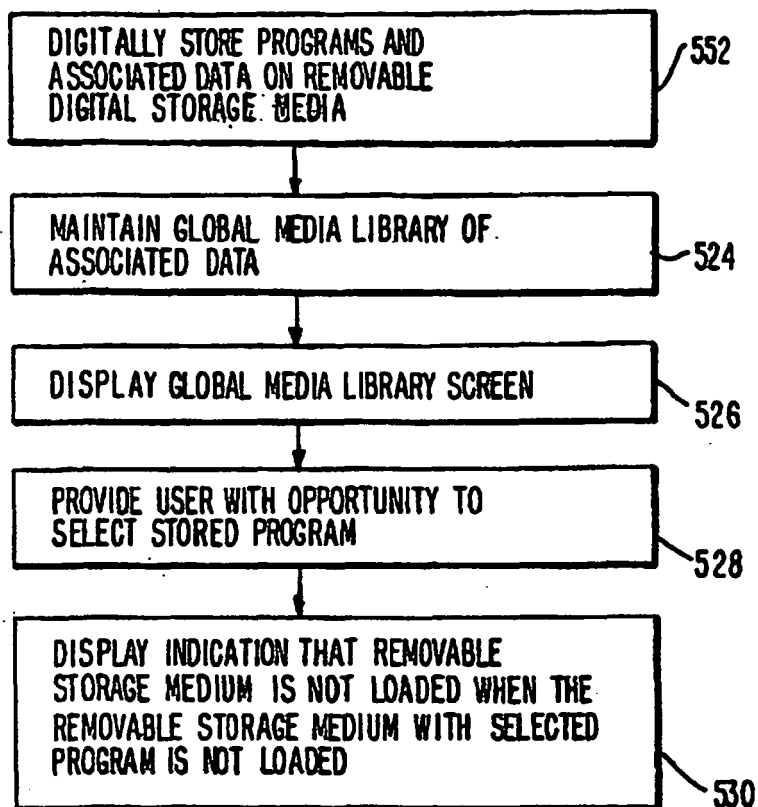 DIGITALLY STORE PROGRAMS AND
ASSOCIATED DATA ON REMOVABLE
DIGITAL STORAGE MEDIA
552
MAINTAIN GLOBAL MEDIA LIBRARY OF
ASSOCIATED DATA
524
DISPLAY GLOBAL MEDIA LIBRARY SCREEN
526
PROVIDE USER WITH OPPORTUNITY TO
SELECT STORED PROGRAM
528
DISPLAY INDICATION THAT REMOVABLE
STORAGE MEDIUM IS NOT LOADED WHEN THE
REMOVABLE STORAGE MEDIUM WITH SELECTED
PROGRAM IS NOT LOADED
530